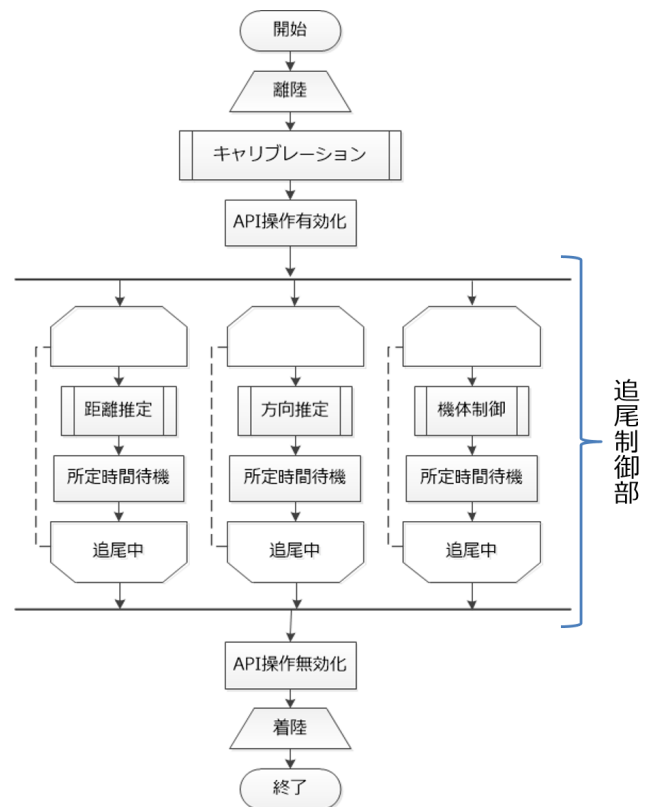 開始
離陸
キャリブレーション
API操作有効化
距離推定
方向推定
機体制御
所定時間待機
所定時間待機
所定時間待機
追尾中
追尾中
追尾中
追尾制御部
API操作無効化
着陸
終了